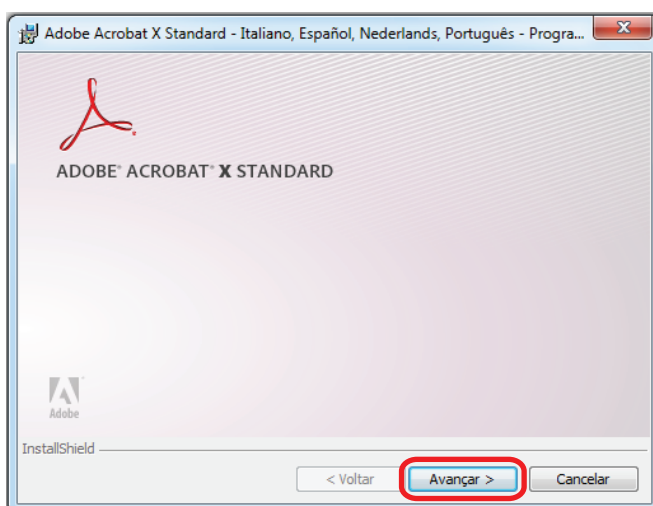 Adobe Acrobat X Standard - Italiano, Español, Nederlands, Português - Progra...
ADOBE® ACROBAT® X STANDARD
Adobe
InstallShield
< Voltar Avançar > Cancelar